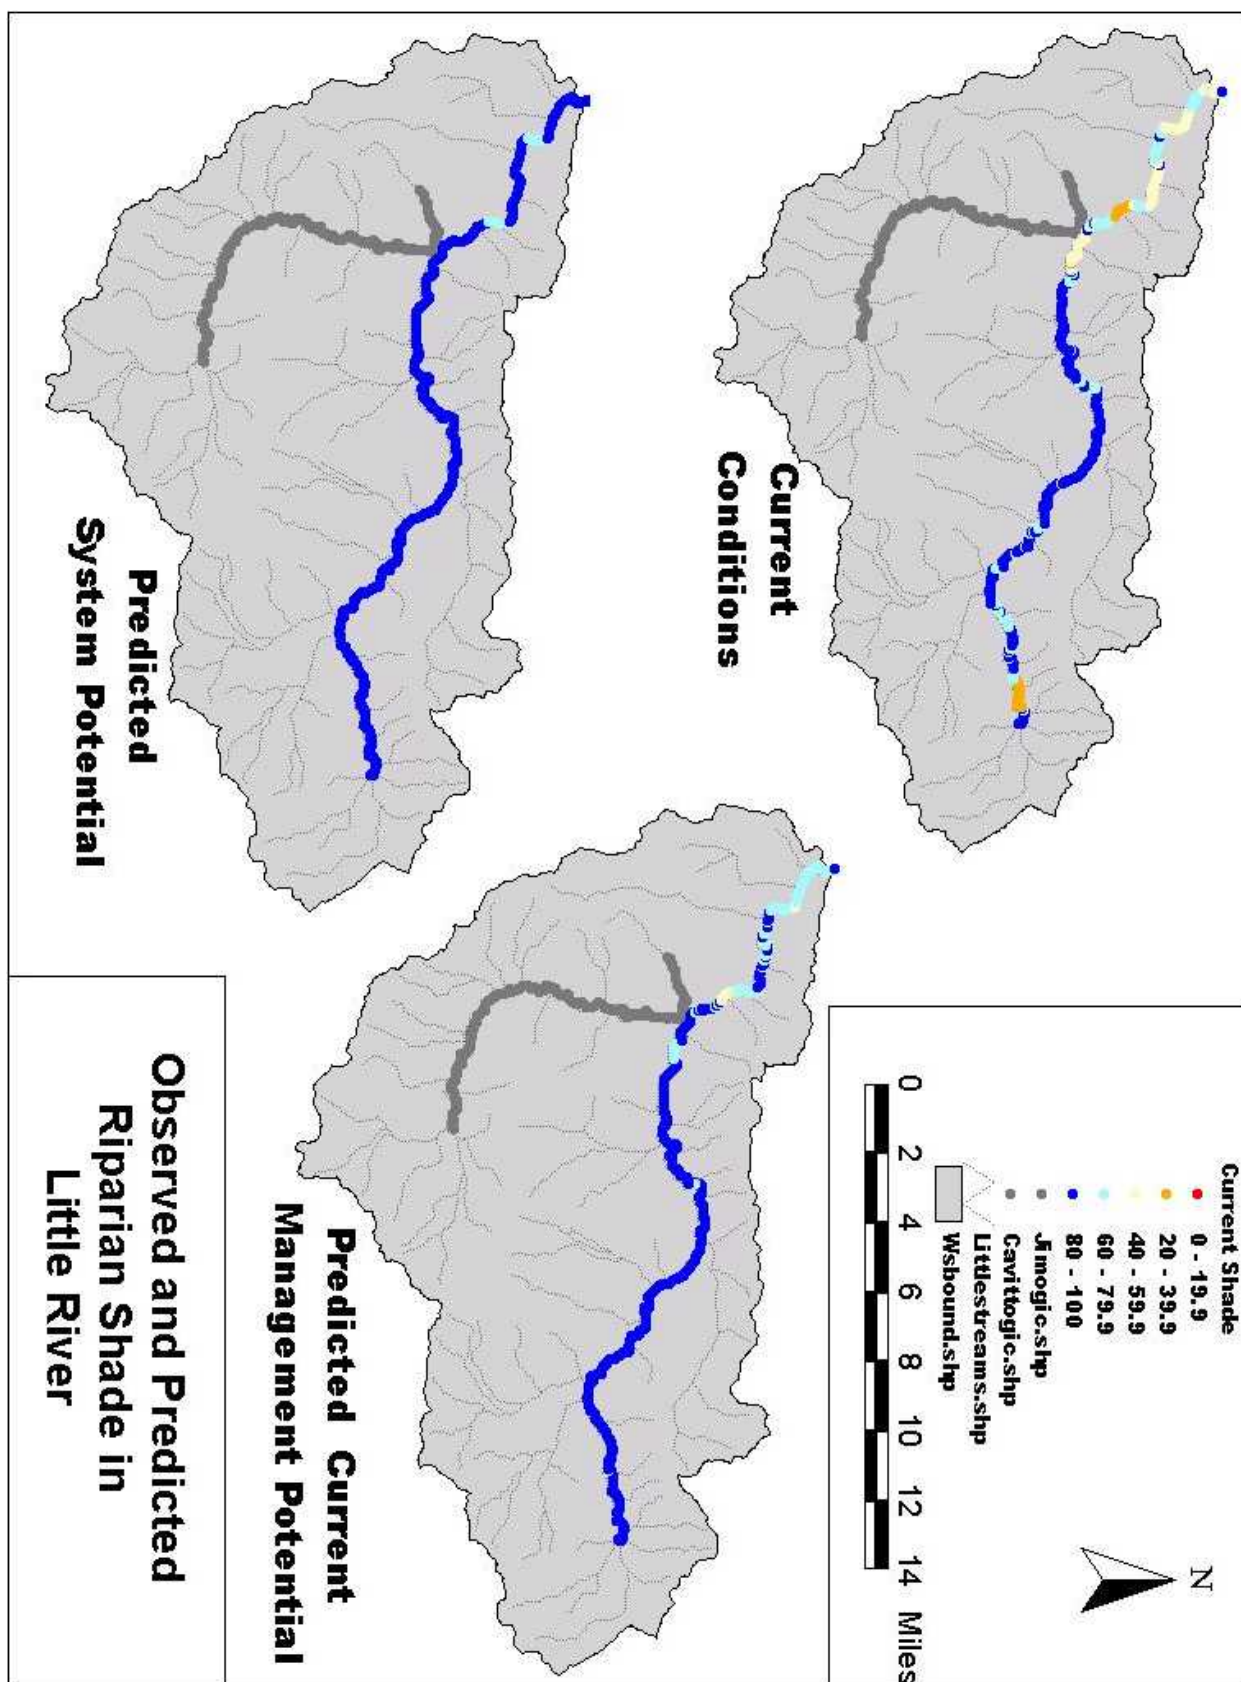 Current
Conditions
Predicted
System Potential
Predicted Current
Management Potential
N
Current Shade
0 - 19.9
20 - 39.9
40 - 59.9
60 - 79.9
80 - 100
Jimogic.shp
Cavittogic.shp
Littlestreams.shp
Wsbound.shp
0 2 4 6 8 10 12 14 Miles
Observed and Predicted
Riparian Shade in
Little River